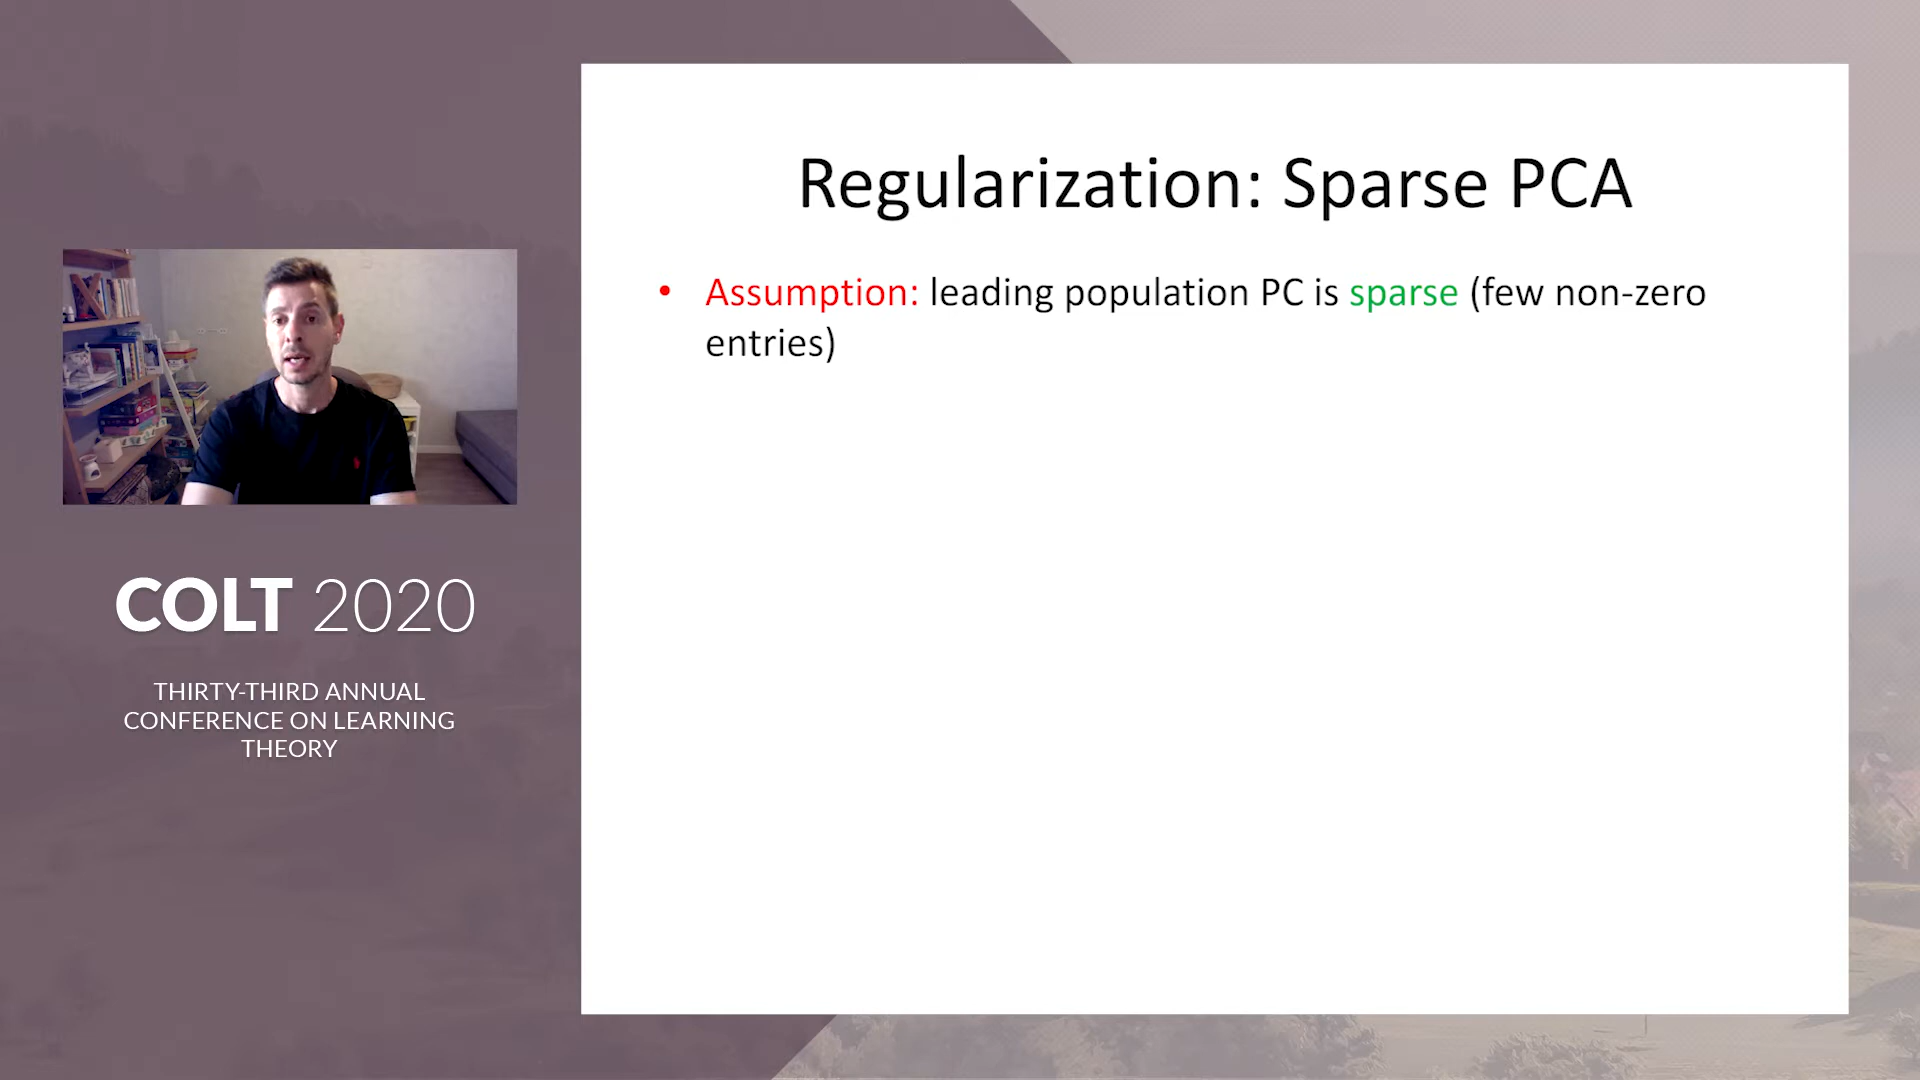 Regularization: Sparse PCA
• Assumption: leading population PC is sparse (few non-zero
entries)
COLT 2020
THIRTY-THIRD ANNUAL
CONFERENCE ON LEARNING
THEORY